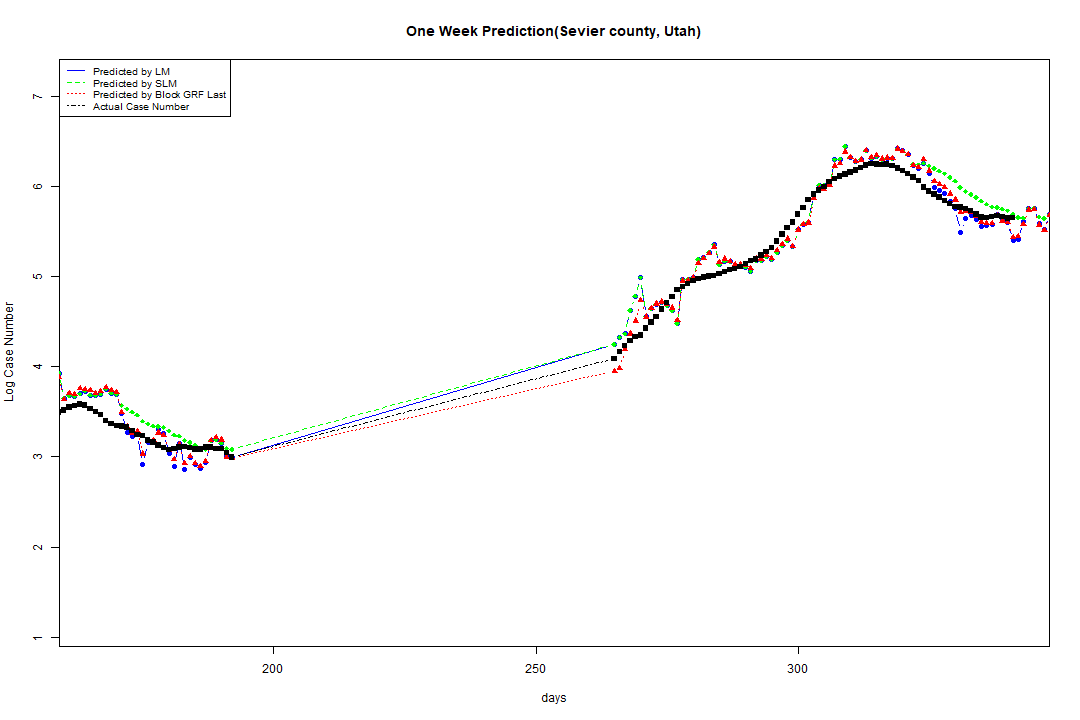 One Week Prediction(Sevier county, Utah)
Predicted by LM
Predicted by SLM
Predicted by Block GRF Last
Actual Case Number
7
6
5
4
3
2
1
Log Case Number
200
250
300
days